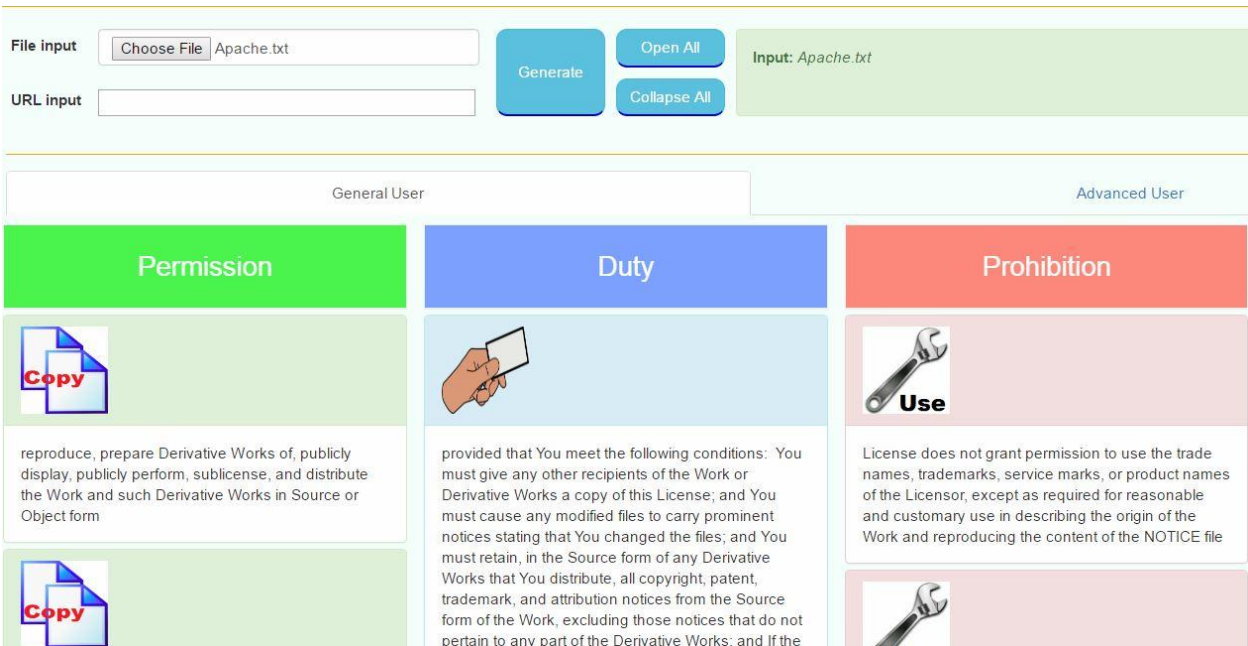 File input Choose File Apache.txt
URL input
Generate
Open All
Collapse All
Input: Apache.txt
General User
Advanced User
Permission
Copy
reproduce, prepare Derivative Works of, publicly
display, publicly perform, sublicense, and distribute
the Work and such Derivative Works in Source or
Object form
Copy
Duty
provided that You meet the following conditions: You
must give any other recipients of the Work or
Derivative Works a copy of this License; and You
must cause any modified files to carry prominent
notices stating that You changed the files; and You
must retain, in the Source form of any Derivative
Works that You distribute, all copyright, patent,
trademark, and attribution notices from the Source
form of the Work, excluding those notices that do not
pertain to any part of the Derivative Works; and If the
Prohibition
Use
License does not grant permission to use the trade
names, trademarks, service marks, or product names
of the Licensor, except as required for reasonable
and customary use in describing the origin of the
Work and reproducing the content of the NOTICE file